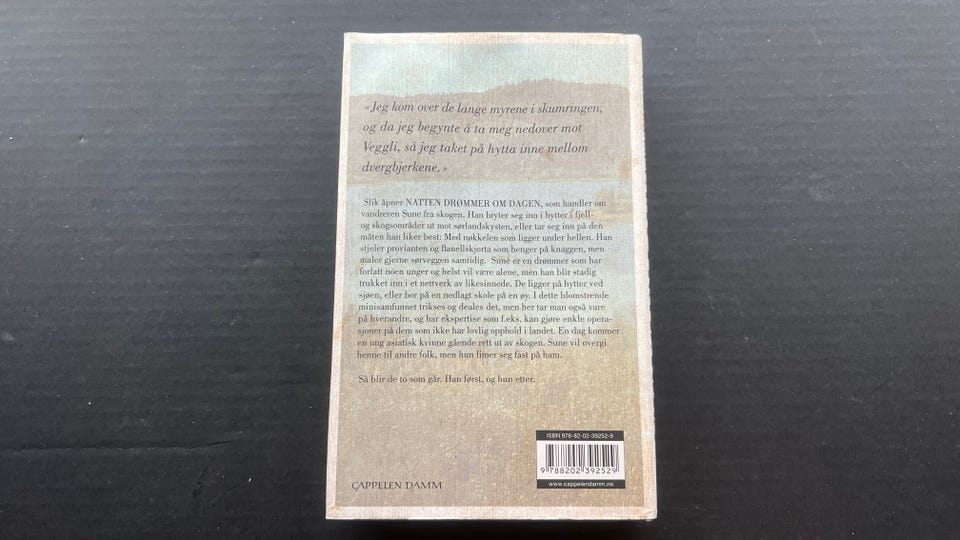 «Jeg kom over de lange myrene i skumringen,
og da jeg begynte å ta meg nedover mot
Veggli, så jeg taket på hytta inne mellom
dvergbjerkene.»
Slik åpner NATTEN DRØMMER OM DAGEN, som handler om
vandreren Sune fra skogen. Han bryter seg inn i hytter i fjell-
og skogsområder ut mot sørlandskysten, eller tar seg inn på den
måten han liker best: Med nøkkelen som ligger under hellen. Han
stjeler provianten og flanellskjorta som henger på knaggen, men
maler gjerne sørveggen samtidig. Sune er en drømmer som har
forlatt noen unger og helst vil være alene, men han blir stadig
trukket inn i et nettverk av likesinnede. De ligger på hytter ved
sjøen, eller bor på en nedlagt skole på en øy. I dette blomstrende
minisamfunnet trikses og deales det, men her tar man også vare
på hverandre, og har ekspertise som f.eks. kan gjøre enkle opera-
sjoner på dem som ikke har lovlig opphold i landet. En dag kommer
en ung asiatisk kvinne gående rett ut av skogen. Sune vil overgi
henne til andre folk, men hun limer seg fast på ham.
Så blir de to som går. Han først, og hun etter.
ISBN 978-82-02-39252-9
9 788202 392529
www.cappelendamm.no
CAPPELEN DAMM